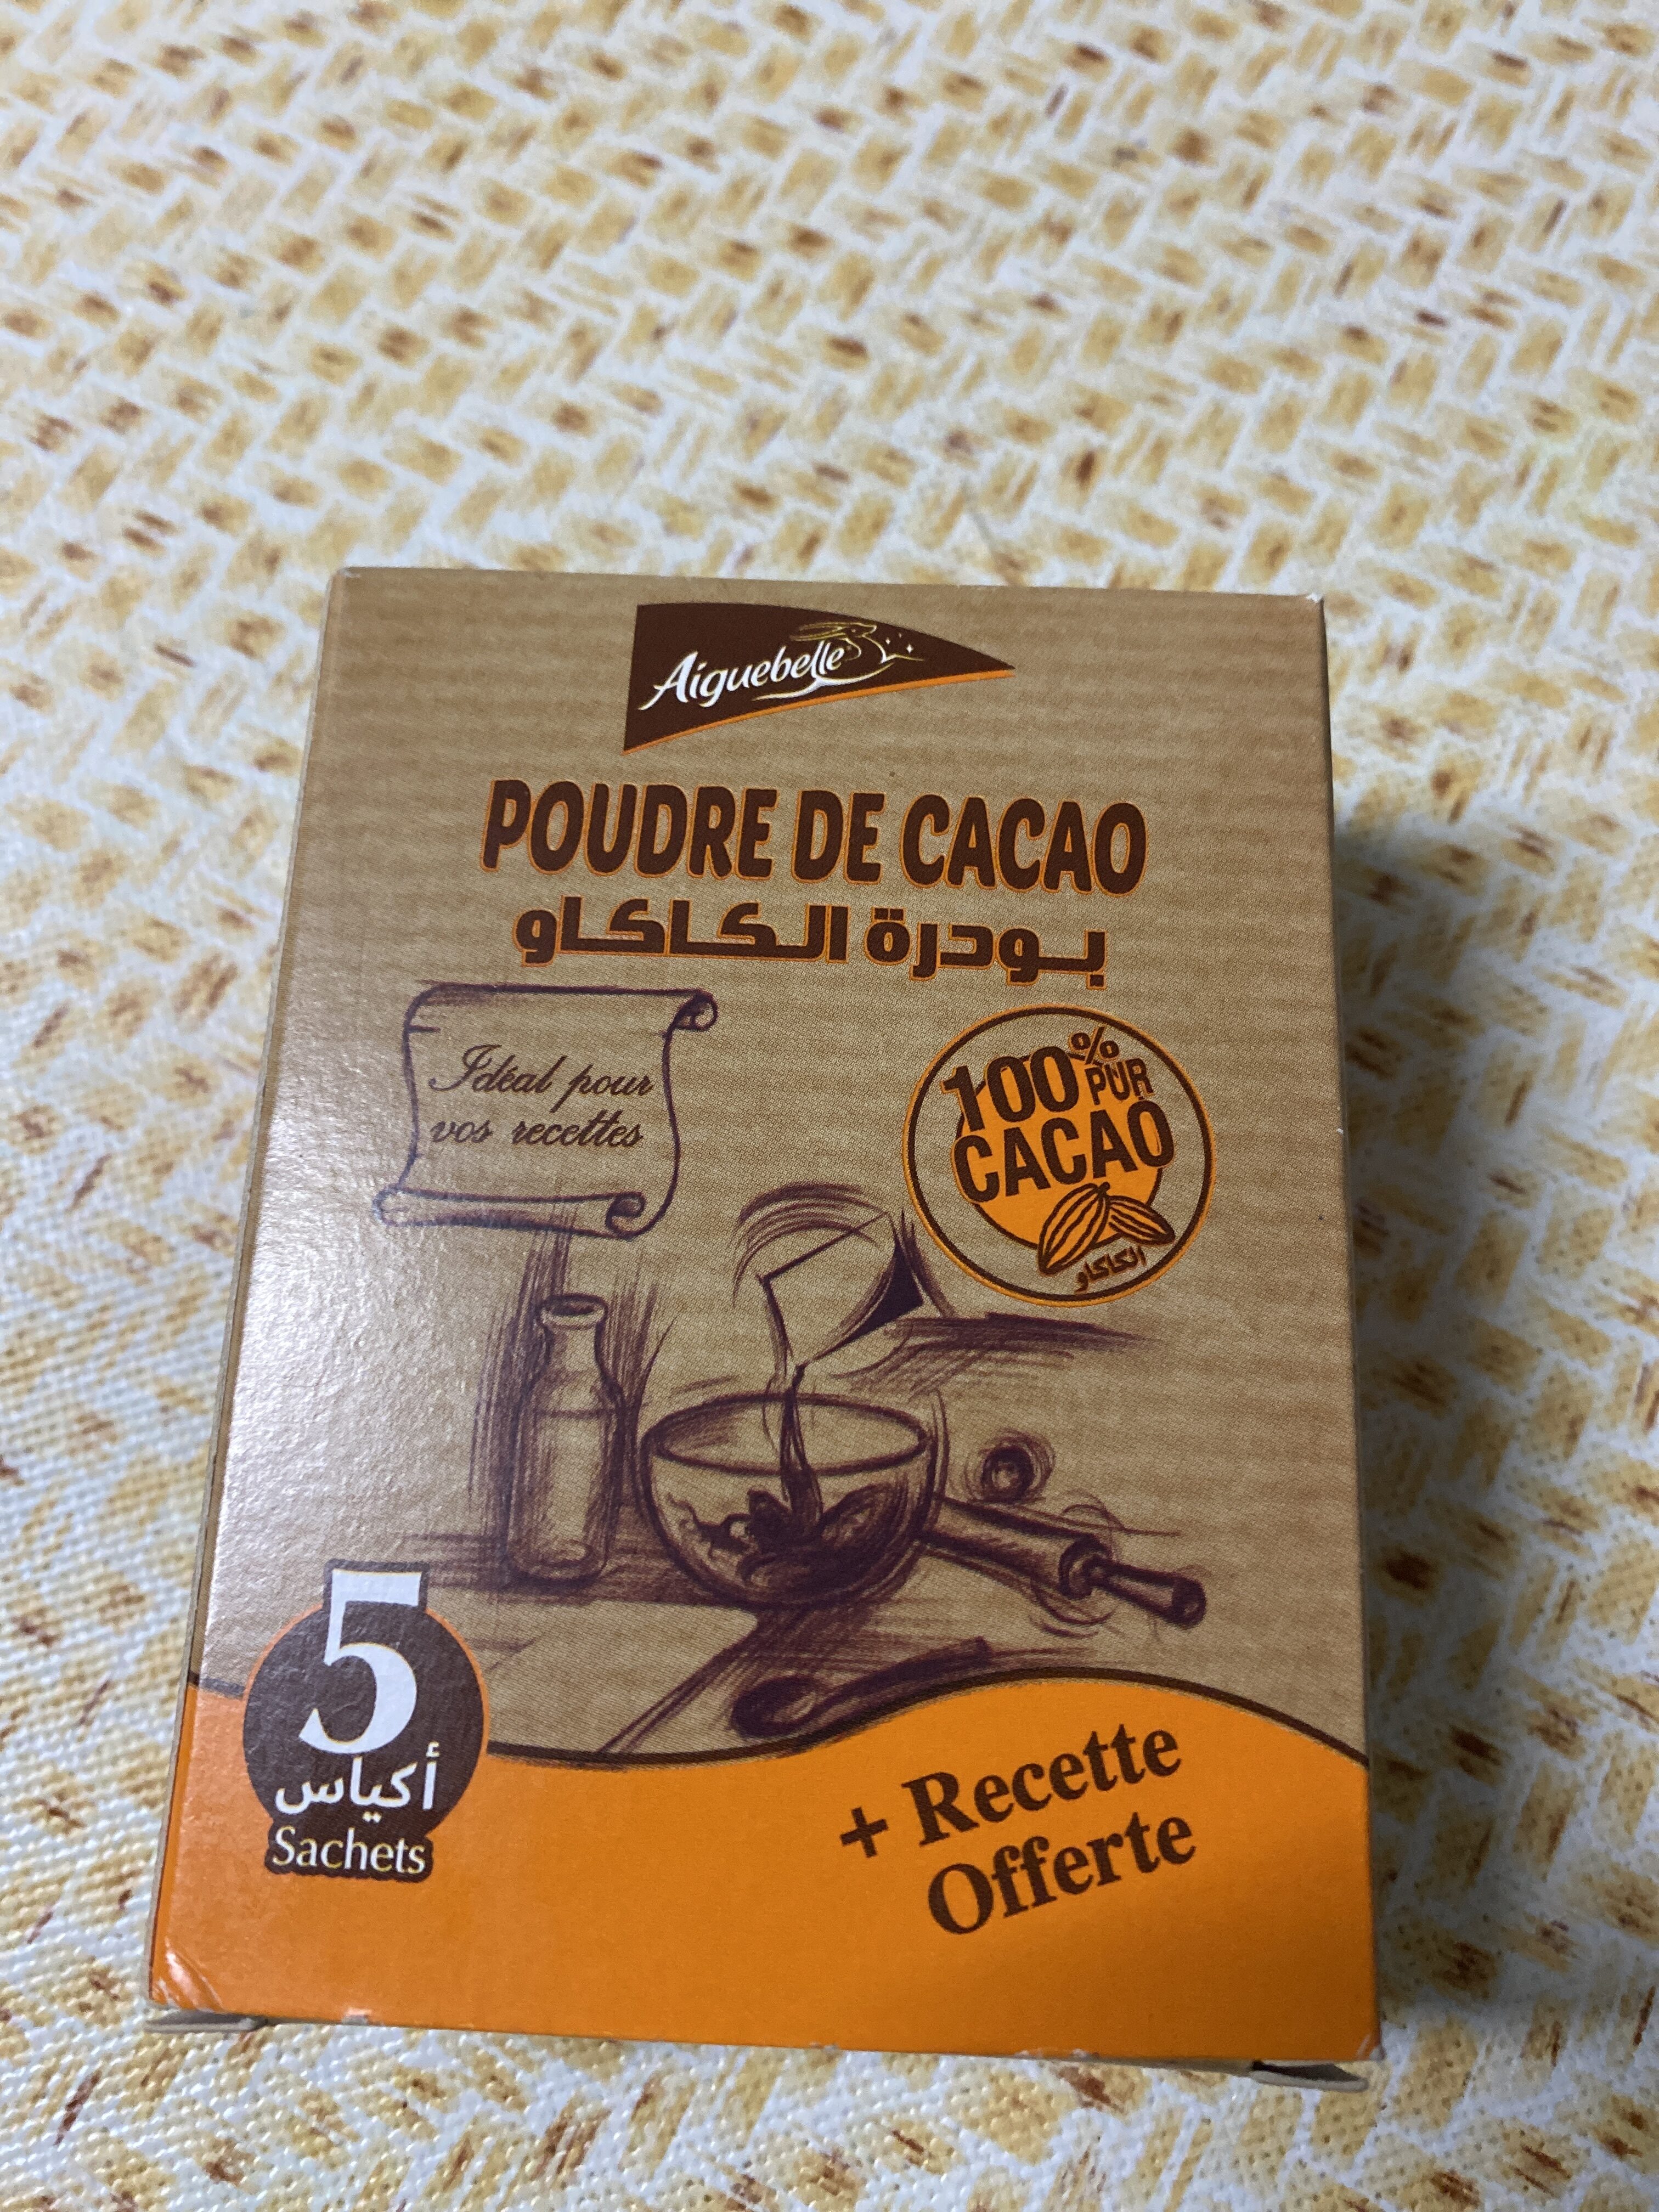 Aiguebelle
POUDRE DE CACAO
بودرة الكاكاو
Idéal pour
vos recettes
100% PUR
CACAO
الكاكاو
5
أكياس
Sachets
+ Recette
Offerte